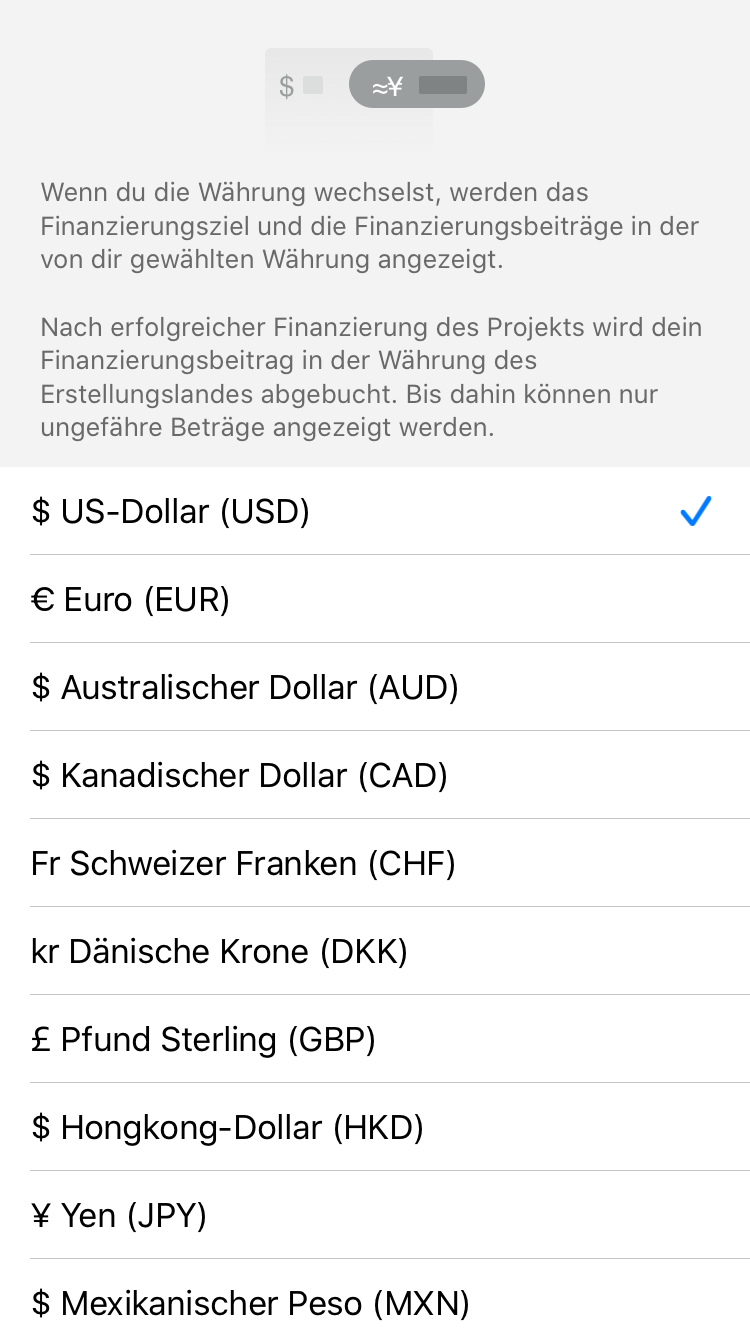 $ ≈¥
Wenn du die Währung wechselst, werden das
Finanzierungsziel und die Finanzierungsbeiträge in der
von dir gewählten Währung angezeigt.
Nach erfolgreicher Finanzierung des Projekts wird dein
Finanzierungsbeitrag in der Währung des
Erstellungslandes abgebucht. Bis dahin können nur
ungefähre Beträge angezeigt werden.
$ US-Dollar (USD)
€ Euro (EUR)
$ Australischer Dollar (AUD)
$ Kanadischer Dollar (CAD)
Fr Schweizer Franken (CHF)
kr Dänische Krone (DKK)
£ Pfund Sterling (GBP)
$ Hongkong-Dollar (HKD)
¥ Yen (JPY)
$ Mexikanischer Peso (MXN)